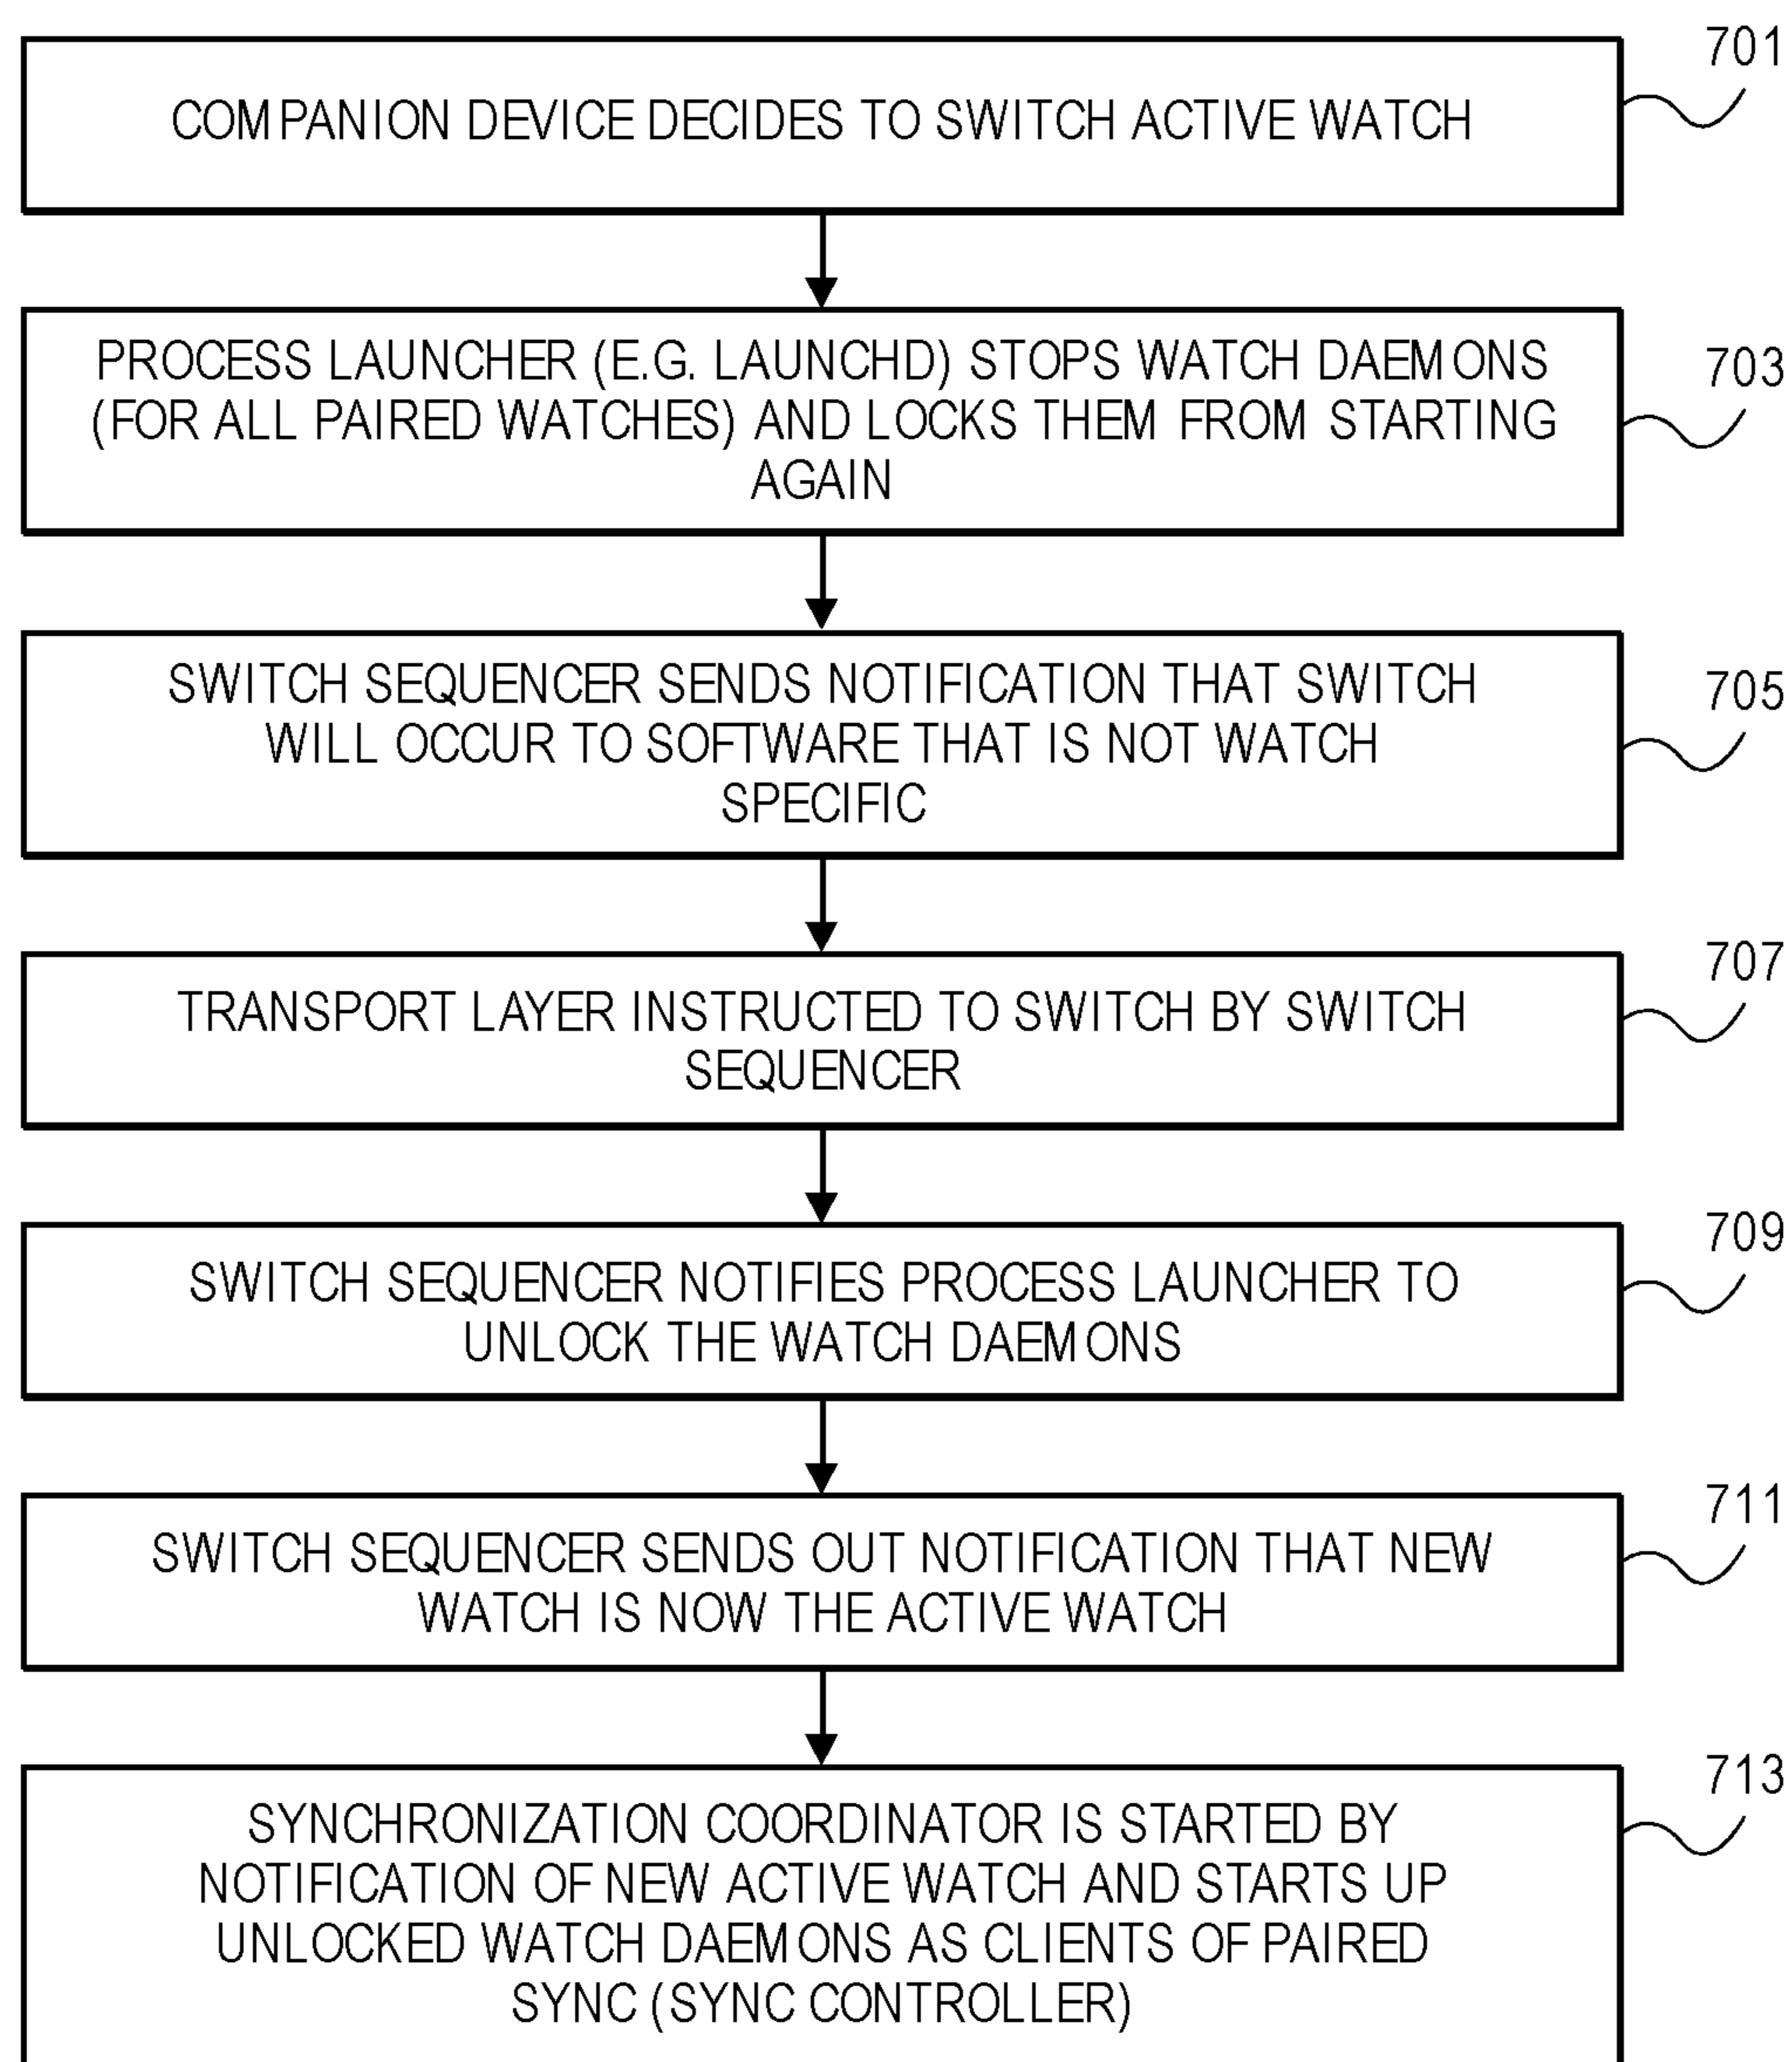 701
COMPANION DEVICE DECIDES TO SWITCH ACTIVE WATCH
703
PROCESS LAUNCHER (E.G. LAUNCHD) STOPS WATCH DAEMONS
(FOR ALL PAIRED WATCHES) AND LOCKS THEM FROM STARTING
AGAIN
705
SWITCH SEQUENCER SENDS NOTIFICATION THAT SWITCH
WILL OCCUR TO SOFTWARE THAT IS NOT WATCH
SPECIFIC
707
TRANSPORT LAYER INSTRUCTED TO SWITCH BY SWITCH
SEQUENCER
709
SWITCH SEQUENCER NOTIFIES PROCESS LAUNCHER TO
UNLOCK THE WATCH DAEMONS
711
SWITCH SEQUENCER SENDS OUT NOTIFICATION THAT NEW
WATCH IS NOW THE ACTIVE WATCH
713
SYNCHRONIZATION COORDINATOR IS STARTED BY
NOTIFICATION OF NEW ACTIVE WATCH AND STARTS UP
UNLOCKED WATCH DAEMONS AS CLIENTS OF PAIRED
SYNC (SYNC CONTROLLER)